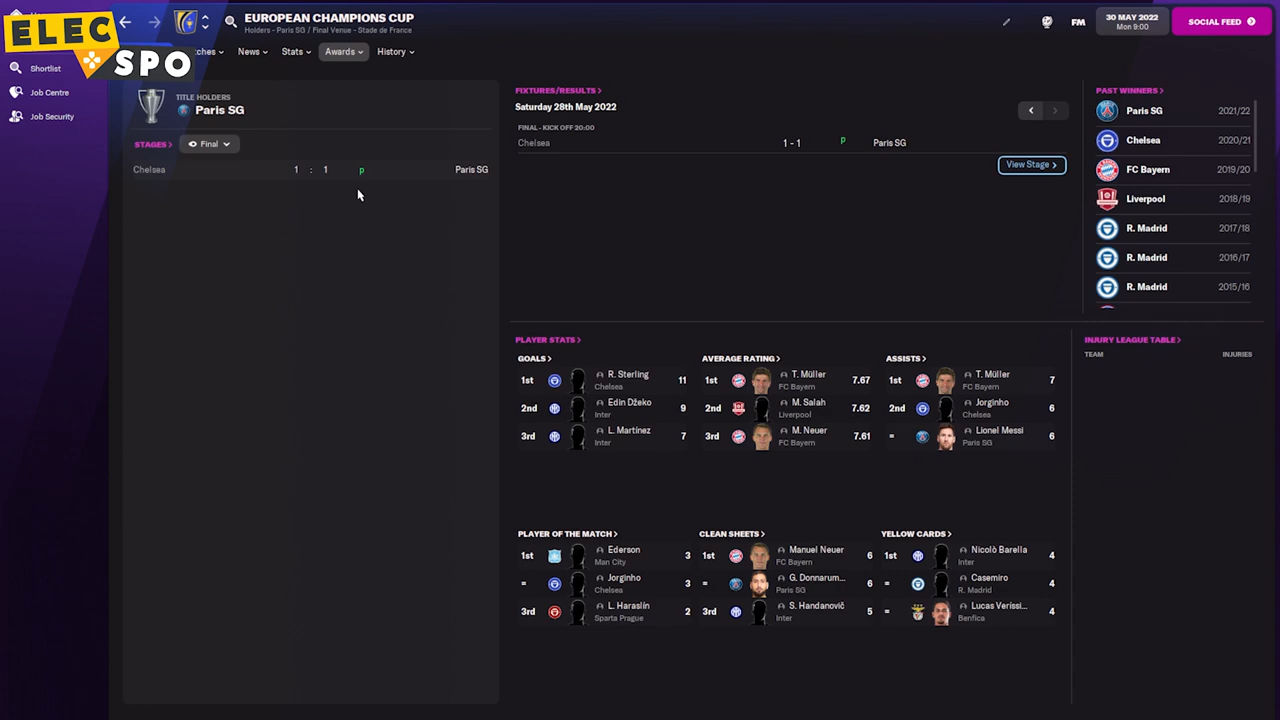 ELEC
SPO
EUROPEAN CHAMPIONS CUP
Holders - Paris SG / Final Venue - Stade de France
30 MAY 2022
Mon 9:00
FM
SOCIAL FEED
News
Stats
Awards
History
Shortlist
Job Centre
Job Security
TITLE HOLDERS
Paris SG
STAGES
Final
Chelsea 1 : 1 p Paris SG
FIXTURES/RESULTS
Saturday 28th May 2022
FINAL - KICK OFF 20:00
Chelsea 1 - 1 P Paris SG
View Stage
PAST WINNERS
Paris SG 2021/22
Chelsea 2020/21
FC Bayern 2019/20
Liverpool 2018/19
R. Madrid 2017/18
R. Madrid 2016/17
R. Madrid 2015/16
PLAYER STATS
GOALS
1st R. Sterling 11
Chelsea
2nd Edin Džeko 9
Inter
3rd L. Martínez 7
Inter
AVERAGE RATING
1st T. Müller 7.67
FC Bayern
2nd M. Salah 7.62
Liverpool
3rd M. Neuer 7.61
FC Bayern
ASSISTS
1st T. Müller 7
FC Bayern
2nd Jorginho 6
Chelsea
= Lionel Messi 6
Paris SG
PLAYER OF THE MATCH
1st Ederson 3
Man City
= Jorginho 3
Chelsea
3rd L. Haraslín 2
Sparta Prague
CLEAN SHEETS
1st Manuel Neuer 6
FC Bayern
= G. Donnarum... 6
Paris SG
3rd S. Handanovič 5
Inter
YELLOW CARDS
1st Nicolò Barella 4
Inter
= Casemiro 4
R. Madrid
= Lucas Veríssi... 4
Benfica
INJURY LEAGUE TABLE
TEAM INJURIES